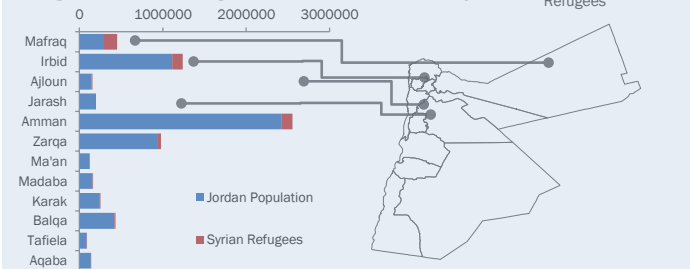 Refugees
0 1000000 2000000 3000000
Mafraq
Irbid
Ajloun
Jarash
Amman
Zarqa
Ma'an
Madaba
Karak
Balqa
Tafiela
Aqaba
Jordan Population
Syrian Refugees